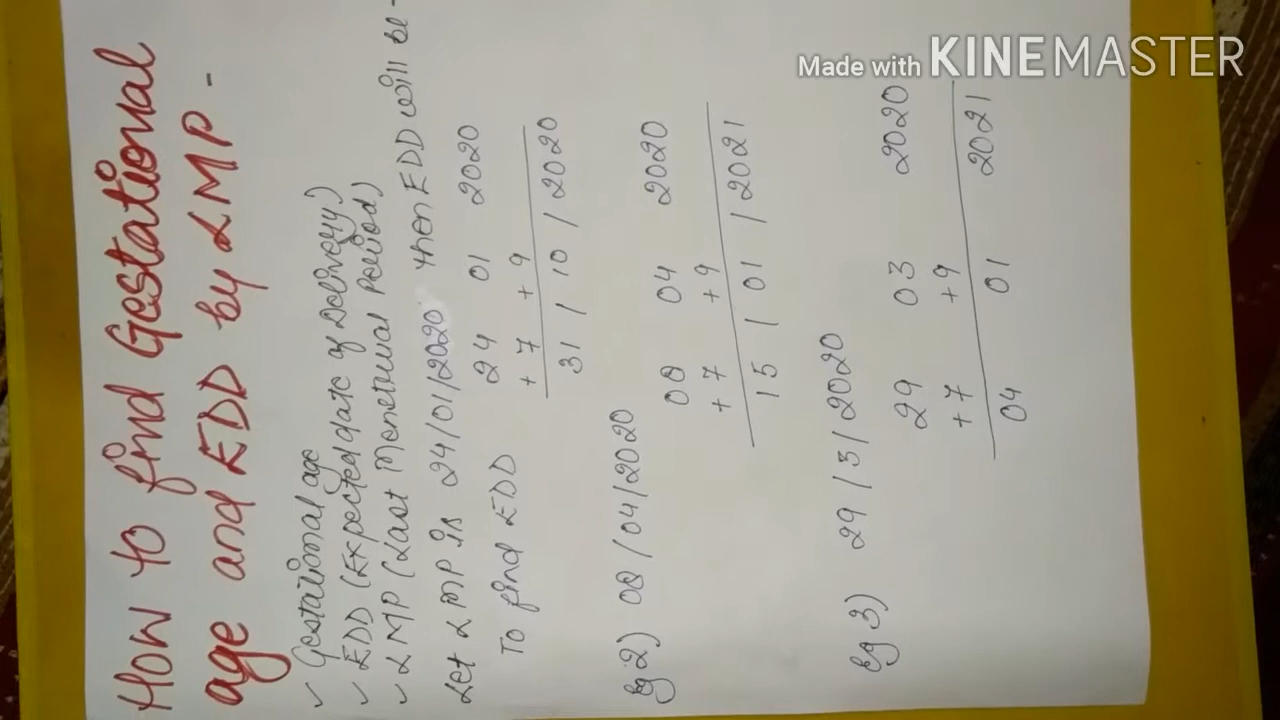 How to find Gestational
age and EDD by LMP -
✓ Gestational age
✓ EDD (Expected date of Delivery)
✓ LMP (Last Monetrual Period)
Let LMP is 24/01/2020 then EDD will be -
To find EDD
24 01 2020
+7 +9
31 / 10 / 2020
Eg 2) 08/04/2020
08 04 2020
+7 +9
15 / 01 / 2021
Eg 3) 29/3/2020
29 03 2020
+7 +9
04 01 2021
Made with KINEMASTER